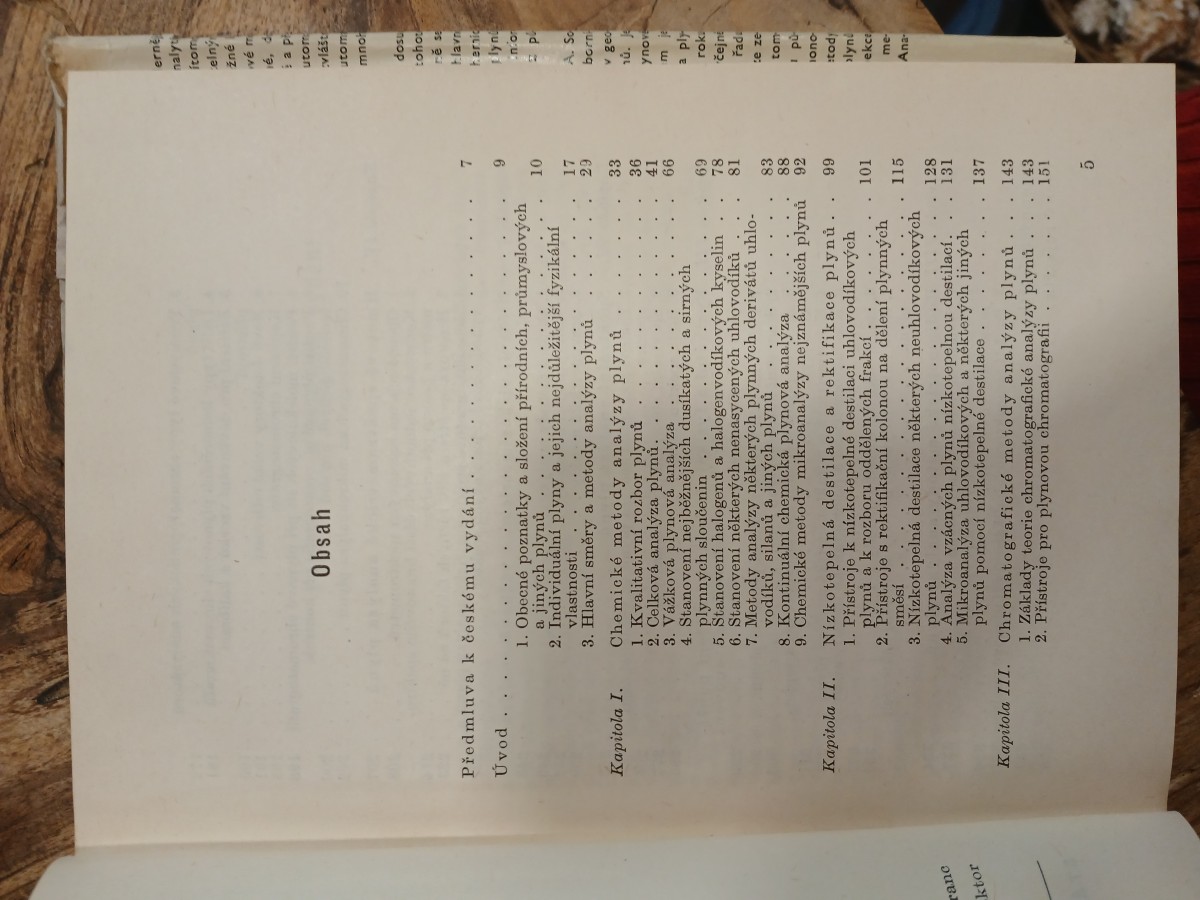 Obsah
Předmluva k českému vydání . . . . . . . . . . . 7
Úvod . . . . . . . . . . . . . . . . . . . . 9
1. Obecné poznatky a složení přírodních, průmyslových
a jiných plynů . . . . . . . . . . . . . 10
2. Individuální plyny a jejich nejdůležitější fyzikální
vlastnosti . . . . . . . . . . . . . . . 17
3. Hlavní směry a metody analýzy plynů . . . . . . 29
Kapitola I. Chemické metody analýzy plynů . . . . . . 33
1. Kvalitativní rozbor plynů . . . . . . . . . 36
2. Celková analýza plynů. . . . . . . . . . . 41
3. Vážková plynová analýza . . . . . . . . . 66
4. Stanovení nejběžnějších dusíkatých a sirných
plynných sloučenin . . . . . . . . . . . 69
5. Stanovení halogenů a halogenvodíkových kyselin . . 78
6. Stanovení některých nenasycených uhlovodíků . . . 81
7. Metody analýzy některých plynných derivátů uhlo-
vodíků, silanů a jiných plynů . . . . . . . . 83
8. Kontinuální chemická plynová analýza . . . . . 88
9. Chemické metody mikroanalýzy nejznámějších plynů 92
Kapitola II. Nízkotepelná destilace a rektifikace plynů . . 99
1. Přístroje k nízkotepelné destilaci uhlovodíkových
plynů a k rozboru oddělených frakcí . . . . . . 101
2. Přístroje s rektifikační kolonou na dělení plynných
směsí . . . . . . . . . . . . . . . . 115
3. Nízkotepelná destilace některých neuhlovodíkových
plynů . . . . . . . . . . . . . . . . 128
4. Analýza vzácných plynů nízkotepelnou destilací . . 131
5. Mikroanalýza uhlovodíkových a některých jiných
plynů pomocí nízkotepelné destilace . . . . . . 137
Kapitola III. Chromatografické metody analýzy plynů . . . 143
1. Základy teorie chromatografické analýzy plynů . . . 143
2. Přístroje pro plynovou chromatografii . . . . . . 151
5